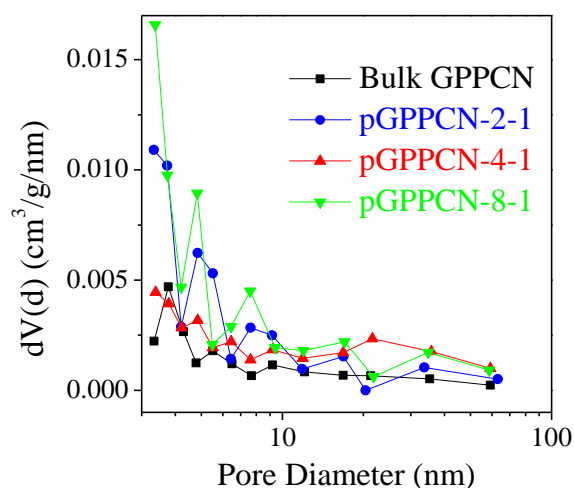 0.015
0.010
0.005
0.000
dV(d) (cm³/g/nm)
Bulk GPPCN
pGPPCN-2-1
pGPPCN-4-1
pGPPCN-8-1
10
100
Pore Diameter (nm)